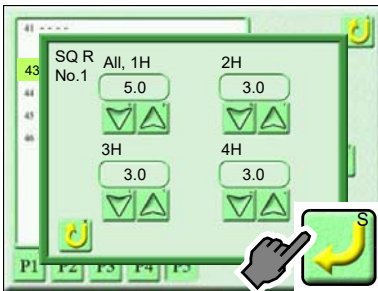 41 - - - -
SQ R
No.1
All, 1H
2H
5.0
3.0
3H
4H
3.0
3.0
43
44
45
46
S
P1 P2 P3 P4 P5